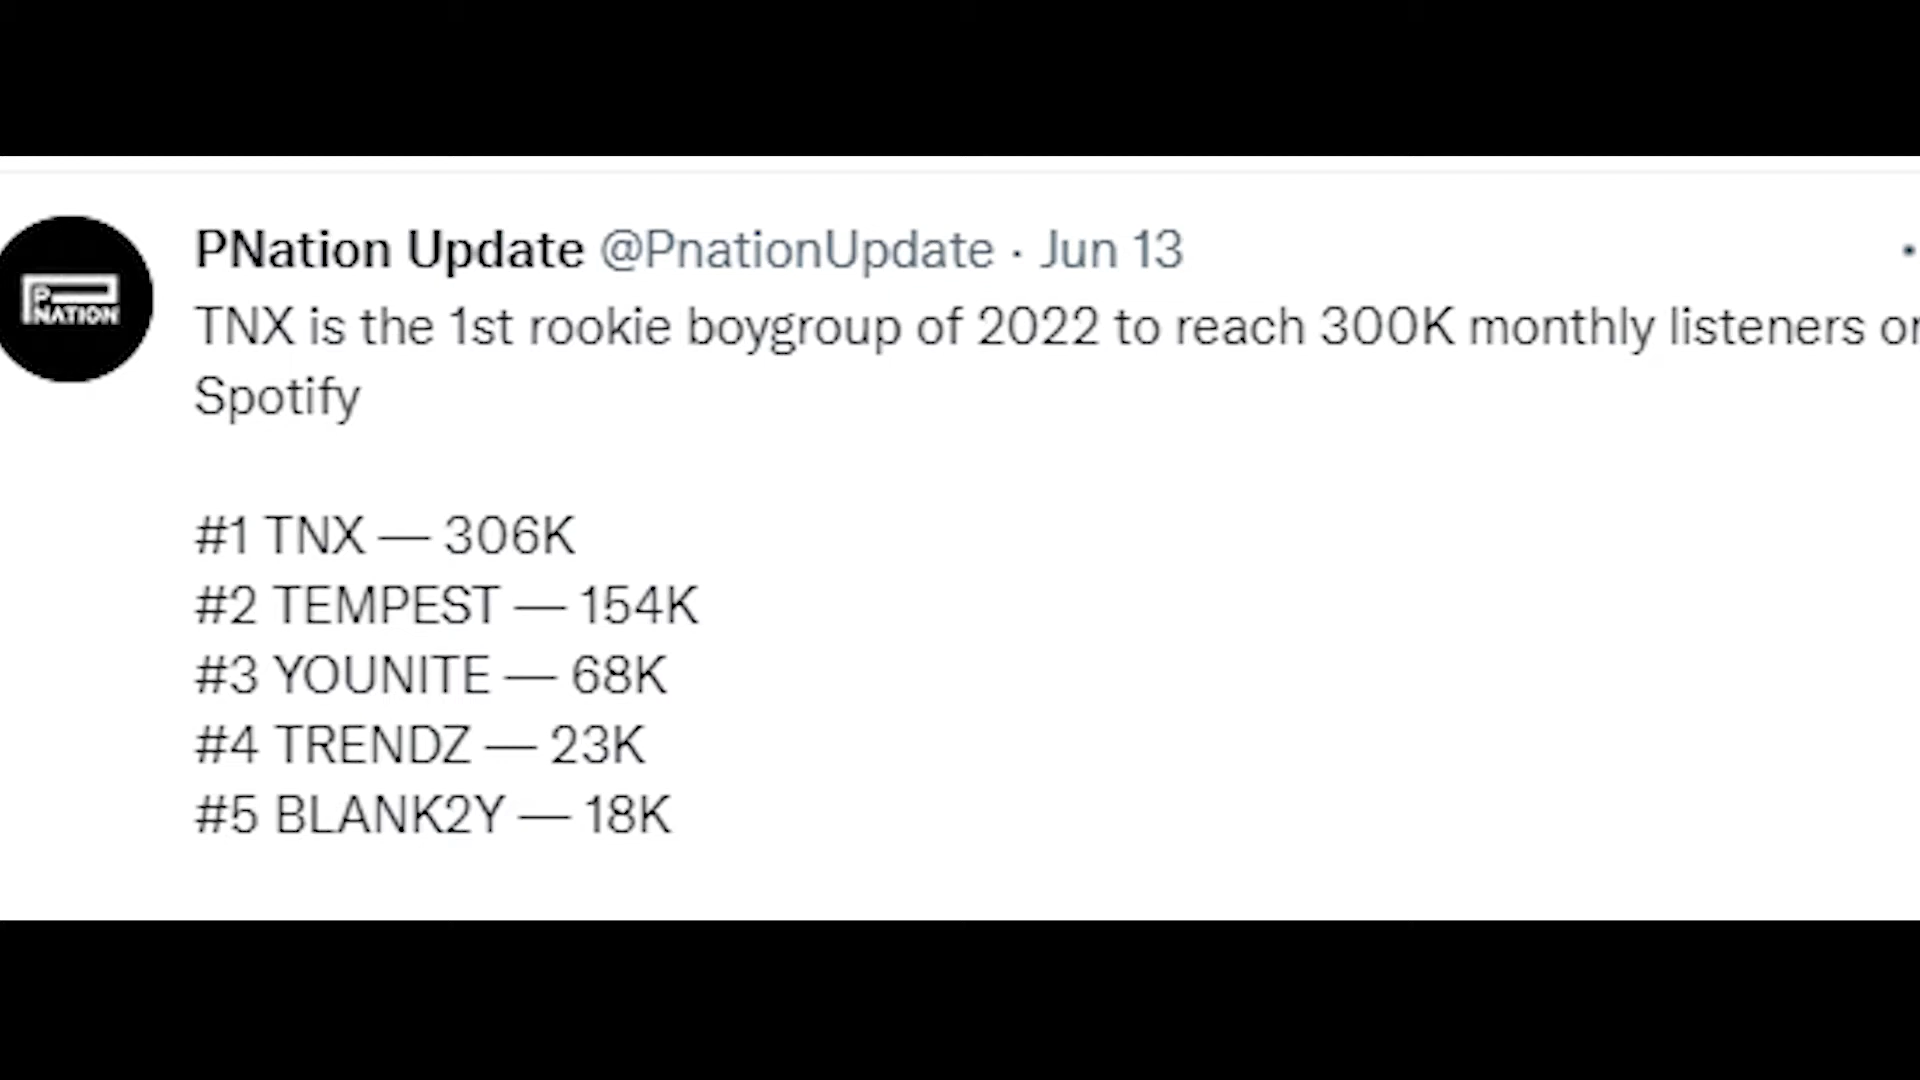 PNation Update @PnationUpdate · Jun 13
P NATION
TNX is the 1st rookie boygroup of 2022 to reach 300K monthly listeners
Spotify
#1 TNX — 306K
#2 TEMPEST — 154K
#3 YOUNITE — 68K
#4 TRENDZ — 23K
#5 BLANK2Y — 18K